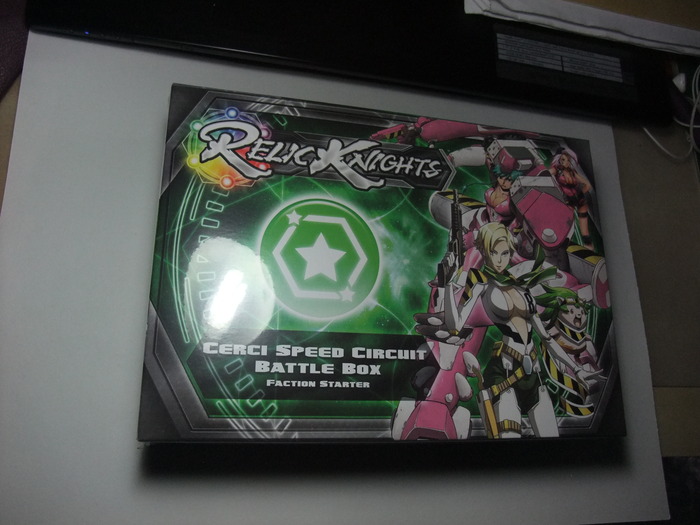 Relic Knights
Cerci Speed Circuit
Battle Box
Faction Starter